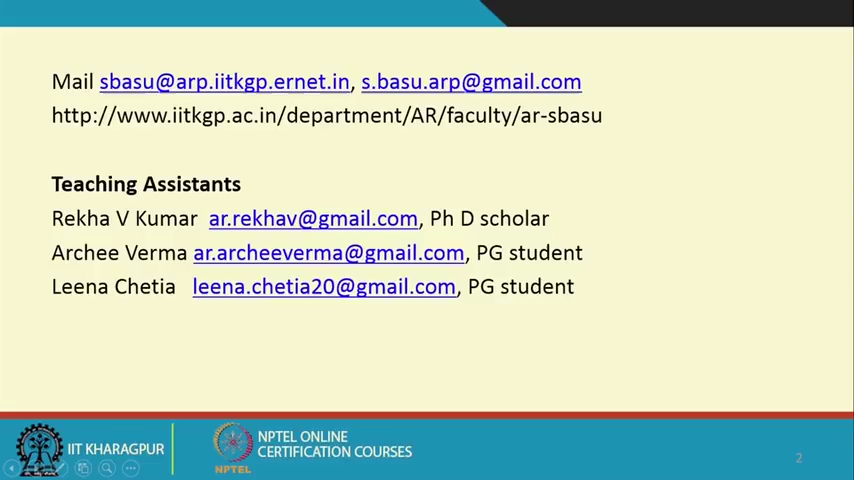 Mail sbasu@arp.iitkgp.ernet.in, s.basu.arp@gmail.com
http://www.iitkgp.ac.in/department/AR/faculty/ar-sbasu
Teaching Assistants
Rekha V Kumar ar.rekhav@gmail.com, Ph D scholar
Archee Verma ar.archeeverma@gmail.com, PG student
Leena Chetia leena.chetia20@gmail.com, PG student
IIT KHARAGPUR
NPTEL
NPTEL ONLINE
CERTIFICATION COURSES
2